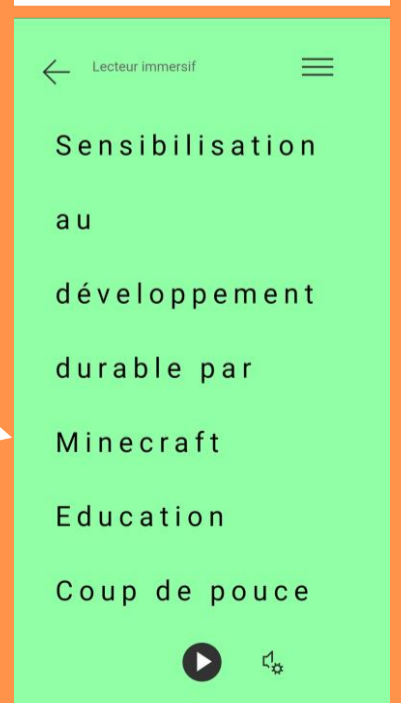 Lecteur immersif
Sensibilisation
au
développement
durable par
Minecraft
Education
Coup de pouce